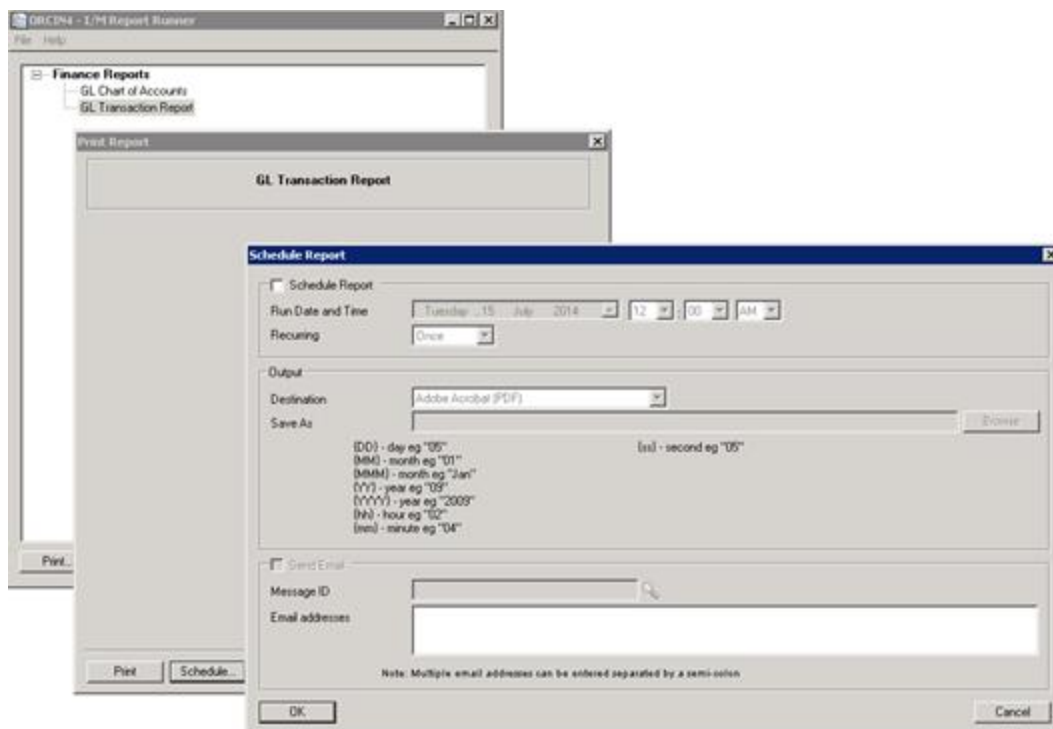 ORCIN4 - I/M Report Runner
File Help
Finance Reports
GL Chart of Accounts
GL Transaction Report
Print...
Print Report
GL Transaction Report
Print Schedule...
Schedule Report
Schedule Report
Run Date and Time Tuesday , 15 July 2014 12 : 00 AM
Recurring Once
Output
Destination Adobe Acrobat (PDF)
Save As Browse
{DD} - day eg "05" {ss} - second eg "05"
{MM} - month eg "01"
{MMM} - month eg "Jan"
{YY} - year eg "09"
{YYYY} - year eg "2009"
{hh} - hour eg "02"
{mm} - minute eg "04"
Send Email
Message ID
Email addresses
Note: Multiple email addresses can be entered separated by a semi-colon
OK Cancel